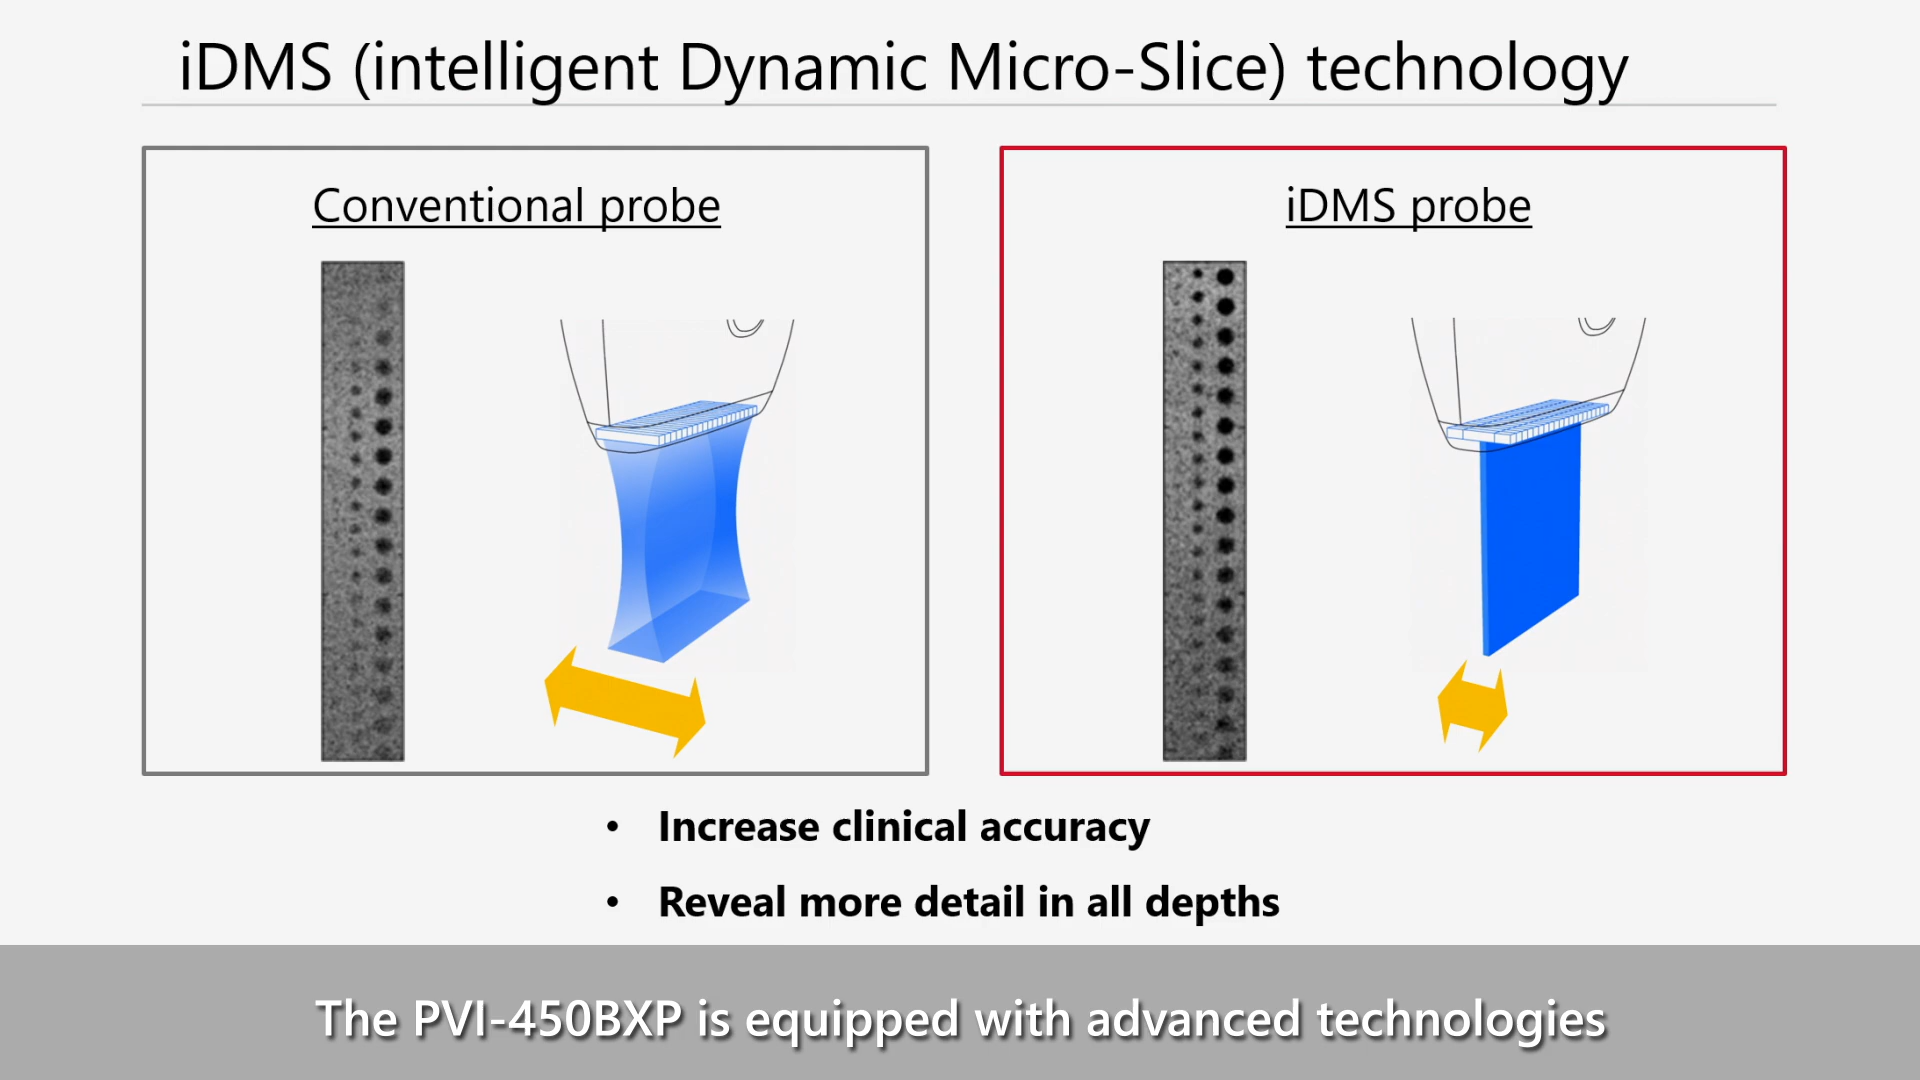 iDMS (intelligent Dynamic Micro-Slice) technology
Conventional probe
iDMS probe
• Increase clinical accuracy
• Reveal more detail in all depths
The PVI-450BXP is equipped with advanced technologies